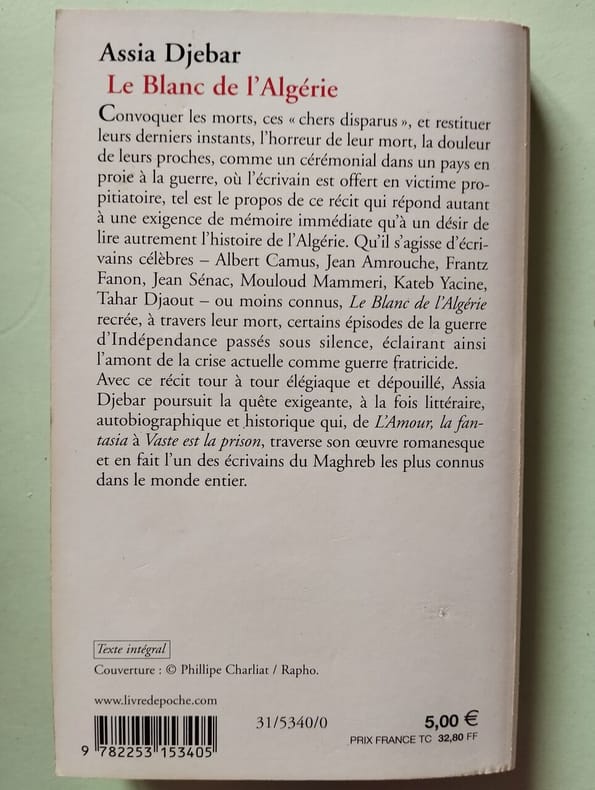 Assia Djebar
Le Blanc de l'Algérie
Convoquer les morts, ces « chers disparus », et restituer
leurs derniers instants, l'horreur de leur mort, la douleur
de leurs proches, comme un cérémonial dans un pays en
proie à la guerre, où l'écrivain est offert en victime pro-
pitiatoire, tel est le propos de ce récit qui répond autant
à une exigence de mémoire immédiate qu'à un désir de
lire autrement l'histoire de l'Algérie. Qu'il s'agisse d'écri-
vains célèbres – Albert Camus, Jean Amrouche, Frantz
Fanon, Jean Sénac, Mouloud Mammeri, Kateb Yacine,
Tahar Djaout – ou moins connus, Le Blanc de l'Algérie
recrée, à travers leur mort, certains épisodes de la guerre
d'Indépendance passés sous silence, éclairant ainsi
l'amont de la crise actuelle comme guerre fratricide.
Avec ce récit tour à tour élégiaque et dépouillé, Assia
Djebar poursuit la quête exigeante, à la fois littéraire,
autobiographique et historique qui, de L'Amour, la fan-
tasia à Vaste est la prison, traverse son œuvre romanesque
et en fait l'un des écrivains du Maghreb les plus connus
dans le monde entier.
Texte intégral
Couverture : © Phillipe Charliat / Rapho.
www.livredepoche.com
31/5340/0
5,00 €
PRIX FRANCE TC 32,80 FF
9 782253 153405